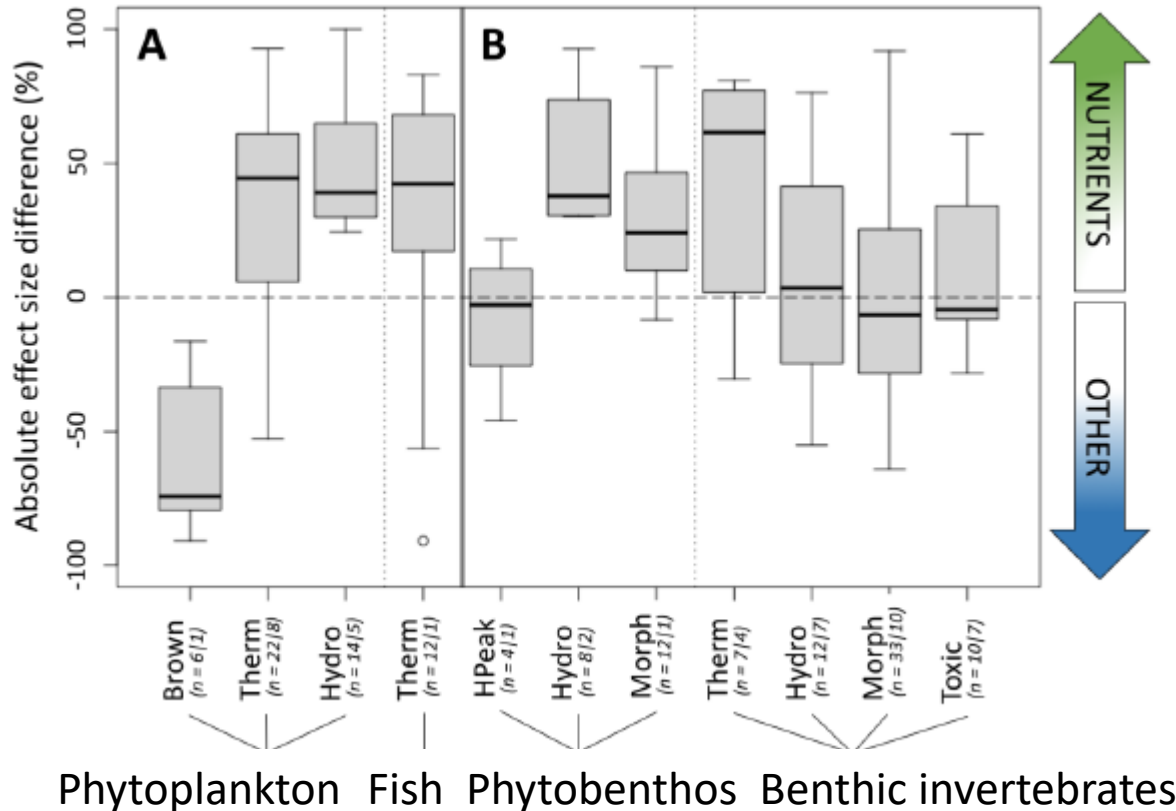 Absolute effect size difference (%)
100
50
0
-50
-100
A
B
NUTRIENTS
OTHER
Brown
(n = 6|1)
Therm
(n = 22|8)
Hydro
(n = 14|5)
Therm
(n = 12|1)
HPeak
(n = 4|1)
Hydro
(n = 8|2)
Morph
(n = 12|1)
Therm
(n = 7|4)
Hydro
(n = 12|7)
Morph
(n = 33|10)
Toxic
(n = 10|7)
Phytoplankton Fish Phytobenthos Benthic invertebrates